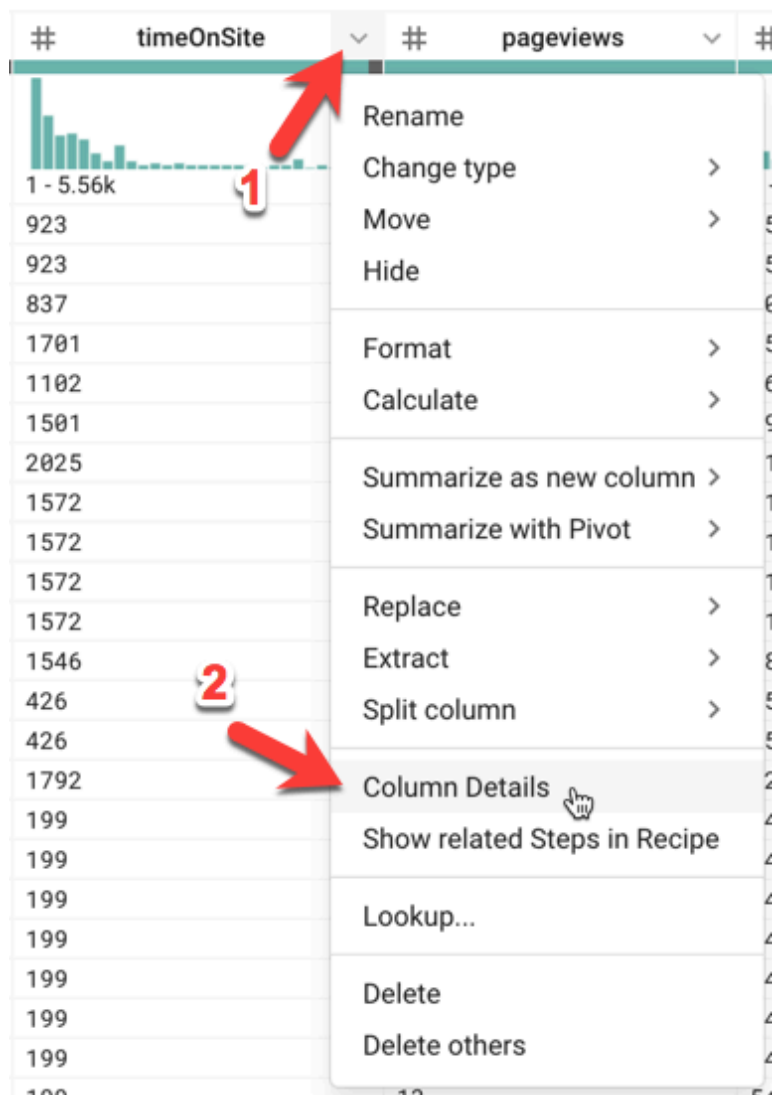 # timeOnSite # pageviews #
1 - 5.56k
1
Rename
Change type
Move
Hide
Format
Calculate
Summarize as new column
Summarize with Pivot
Replace
Extract
Split column
Column Details
Show related Steps in Recipe
Lookup...
Delete
Delete others
923
923
837
1701
1102
1501
2025
1572
1572
1572
1572
1546
2
426
426
1792
199
199
199
199
199
199
199